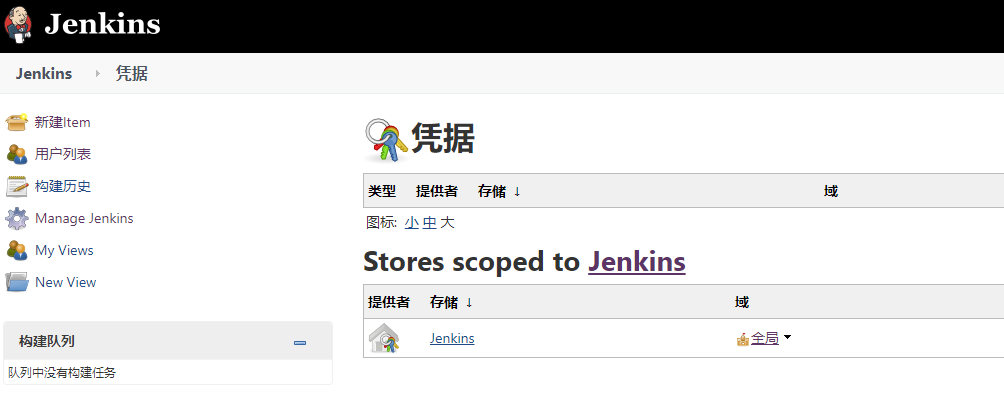 Jenkins
Jenkins 凭据
新建Item
用户列表
构建历史
Manage Jenkins
My Views
New View
构建队列
队列中没有构建任务
凭据
类型 提供者 存储 ↓ 域
图标: 小 中 大
Stores scoped to Jenkins
提供者 存储 ↓ 域
Jenkins 全局